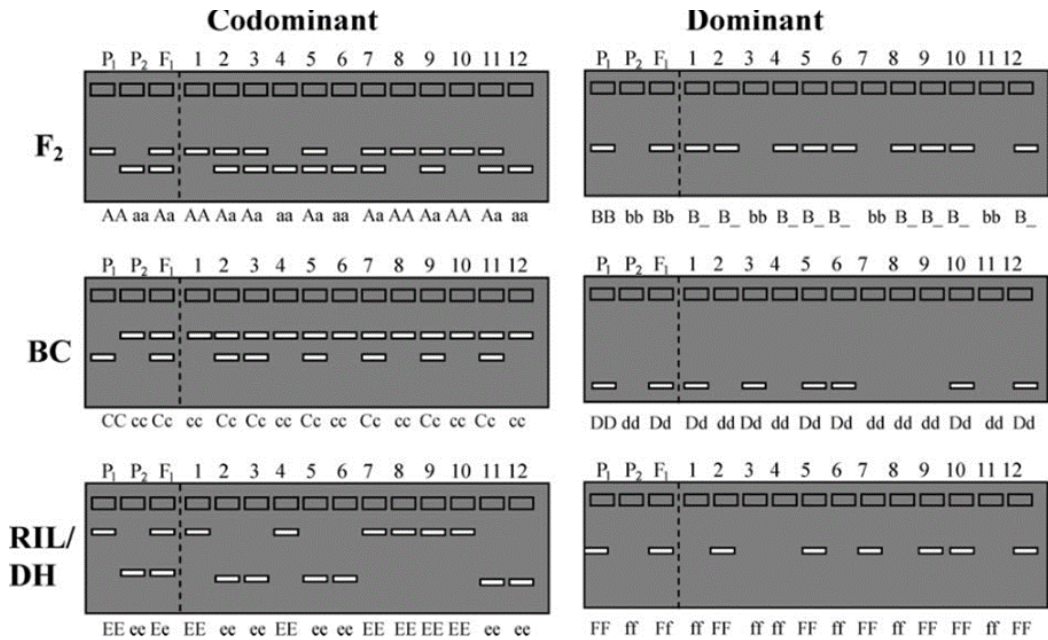 Codominant
Dominant
P₁ P₂ F₁ 1 2 3 4 5 6 7 8 9 10 11 12
P₁ P₂ F₁ 1 2 3 4 5 6 7 8 9 10 11 12
F₂
AA aa Aa AA Aa Aa aa Aa aa Aa AA Aa AA Aa aa
BB bb Bb B_ B_ bb B_ B_ B_ bb B_ B_ B_ bb B_
P₁ P₂ F₁ 1 2 3 4 5 6 7 8 9 10 11 12
P₁ P₂ F₁ 1 2 3 4 5 6 7 8 9 10 11 12
BC
CC cc Cc cc Cc Cc cc Cc cc Cc cc Cc cc Cc cc
DD dd Dd Dd dd Dd dd Dd Dd dd dd dd Dd dd Dd
P₁ P₂ F₁ 1 2 3 4 5 6 7 8 9 10 11 12
P₁ P₂ F₁ 1 2 3 4 5 6 7 8 9 10 11 12
RIL/
DH
EE ee Ee EE ee ee EE ee ee EE EE EE EE ee ee
FF ff Ff ff FF ff ff FF ff FF ff FF FF ff FF